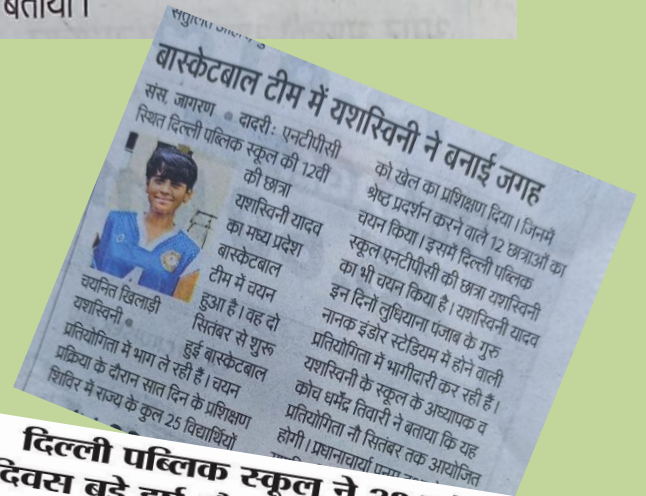 बताया।
बास्केटबाल टीम में यशस्विनी ने बनाई जगह
संस, जागरण • दादरी: एनटीपीसी
स्थित दिल्ली पब्लिक स्कूल की 12वीं
की छात्रा
यशस्विनी यादव
का मध्य प्रदेश
बास्केटबाल
टीम में चयन
हुआ है। वह दो
सितंबर से शुरू
हुई बास्केटबाल
चयनित खिलाड़ी
यशस्विनी •
प्रतियोगिता में भाग ले रही हैं। चयन
प्रक्रिया के दौरान सात दिन के प्रशिक्षण
शिविर में राज्य के कुल 25 विद्यार्थियों
को खेल का प्रशिक्षण दिया। जिनमें
श्रेष्ठ प्रदर्शन करने वाले 12 छात्राओं का
चयन किया। इसमें दिल्ली पब्लिक
स्कूल एनटीपीसी की छात्रा यशस्विनी
का भी चयन किया है। यशस्विनी यादव
इन दिनों लुधियाना पंजाब के गुरु
नानक इंडोर स्टेडियम में होने वाली
प्रतियोगिता में भागीदारी कर रही हैं।
यशस्विनी के स्कूल के अध्यापक व
कोच धर्मेंद्र तिवारी ने बताया कि यह
प्रतियोगिता नौ सितंबर तक आयोजित
होगी। प्रधानाचार्या
दिल्ली पब्लिक स्कूल ने
दिवस बड़े